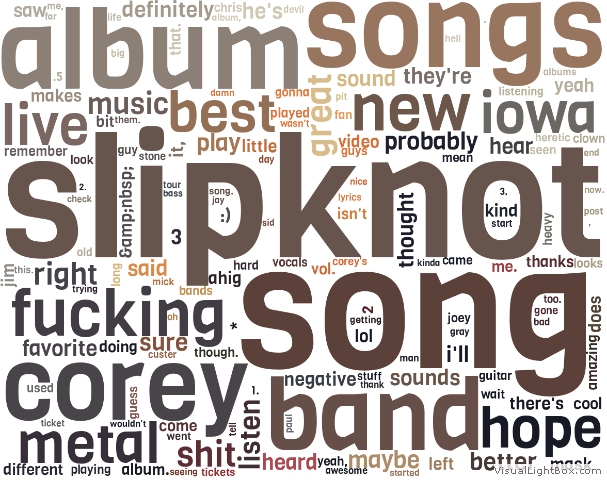 saw me, life definitely chris he's devil songs
far album,
album big that. hell
.5 great sound they're albums yeah
makes music best damn gonna pit listening
live bit them. played fan new iowa
wasn't video probably hear heretic clown
remember guy stone it, play little guys seen end
look day mean
slipknot
2. tour song. nice 3. now.
check bass jay lyrics thought kind
&amp;nbsp; :) isn't start post
3 sid heavy ,
old hard vocals corey's kinda came me. thanks looks
jim this. right long said ahig vol.
trying mick bands
song
fucking oh 2 joey too.
* getting gray gone
favorite doing sure lol i'll bad does
custer though. man amazing
corey negative stuff sounds guitar
used guess 1. thank wait there's cool
ticket wouldn't come listen paul band hope
metal went shit tell
different playing album. seeing tickets heard yeah, maybe left better mask
awesome started
VisualLightBox.com